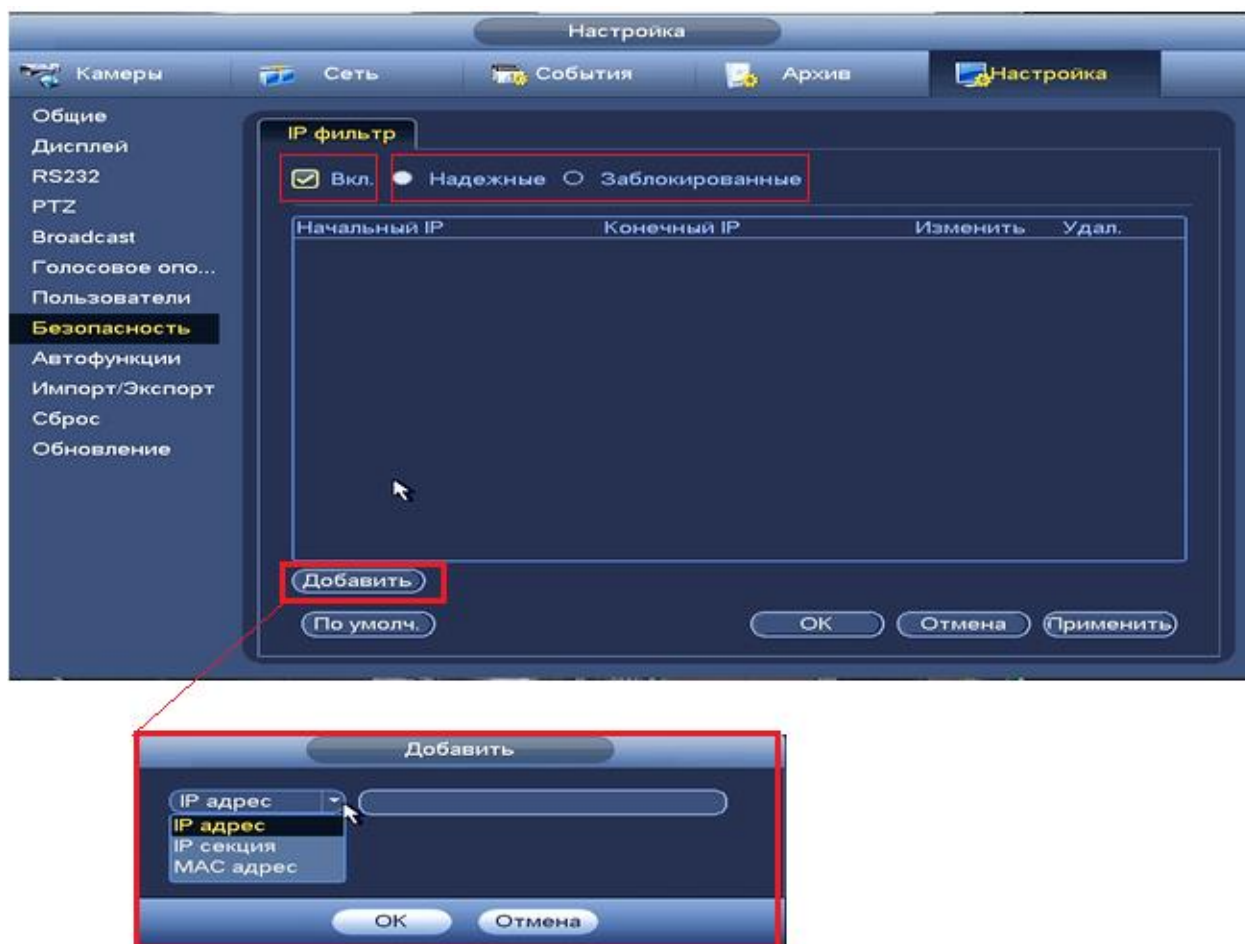 Настройка
Камеры Сеть События Архив Настройка
Общие
Дисплей
RS232
PTZ
Broadcast
Голосовое опо...
Пользователи
Безопасность
Автофункции
Импорт/Экспорт
Сброс
Обновление
IP фильтр
Вкл. Надежные Заблокированные
Начальный IP Конечный IP Изменить Удал.
Добавить
По умолч. OK Отмена Применить
Добавить
IP адрес
IP адрес
IP секция
MAC адрес
OK Отмена